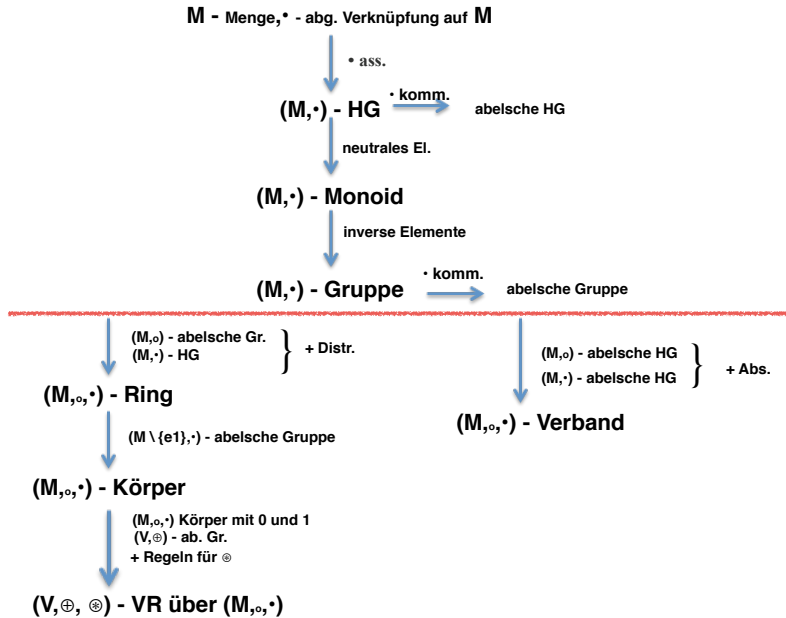 M - Menge,• - abg. Verknüpfung auf M
• ass.
(M,•) - HG
• komm.
abelsche HG
neutrales El.
(M,•) - Monoid
inverse Elemente
(M,•) - Gruppe
• komm.
abelsche Gruppe
(M,∘) - abelsche Gr.
(M,•) - HG
} + Distr.
(M,∘,•) - Ring
(M \ {e1},•) - abelsche Gruppe
(M,∘,•) - Körper
(M,∘,•) Körper mit 0 und 1
(V,⊕) - ab. Gr.
+ Regeln für ⊛
(V,⊕, ⊛) - VR über (M,∘,•)
(M,∘) - abelsche HG
(M,•) - abelsche HG
} + Abs.
(M,∘,•) - Verband